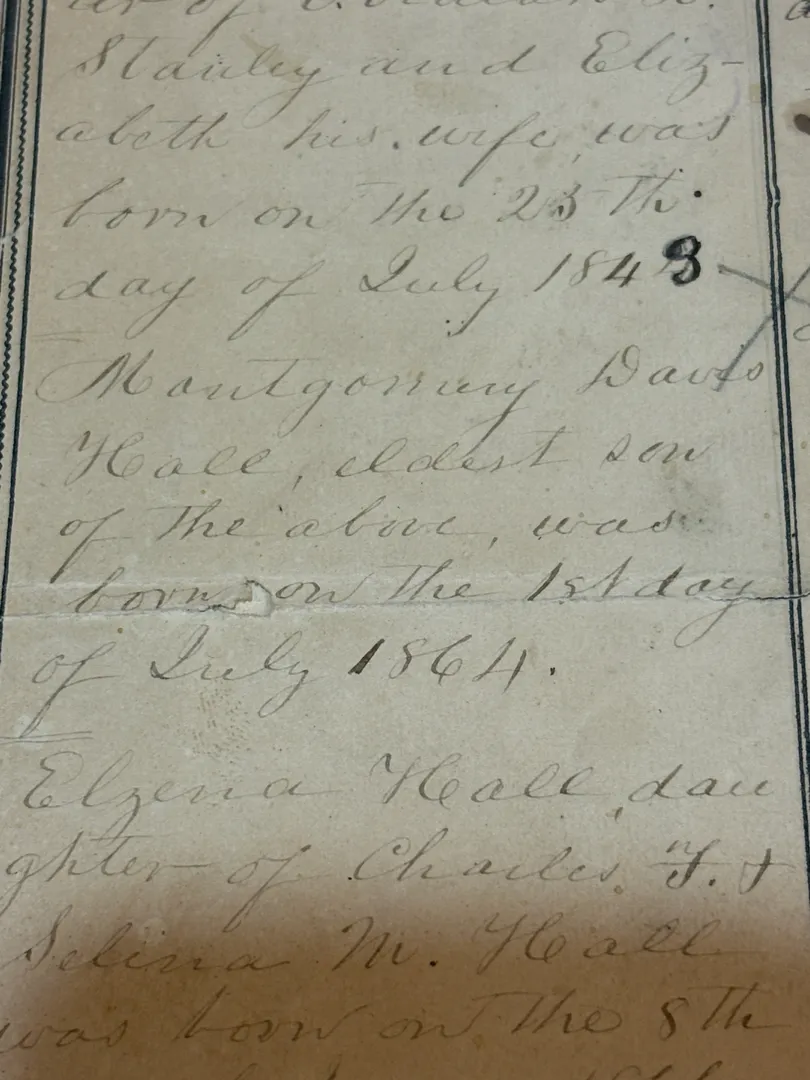 of
Stanley and Eliz-
abeth his wife, was
born on the 25th
day of July 1843
Montgomery Davis
Hall, eldest son
of the above, was
born on the 1st day
of July 1864.
Elzena Hall, dau
ghter of Charles F. &
Selina M. Hall
was born on the 8th